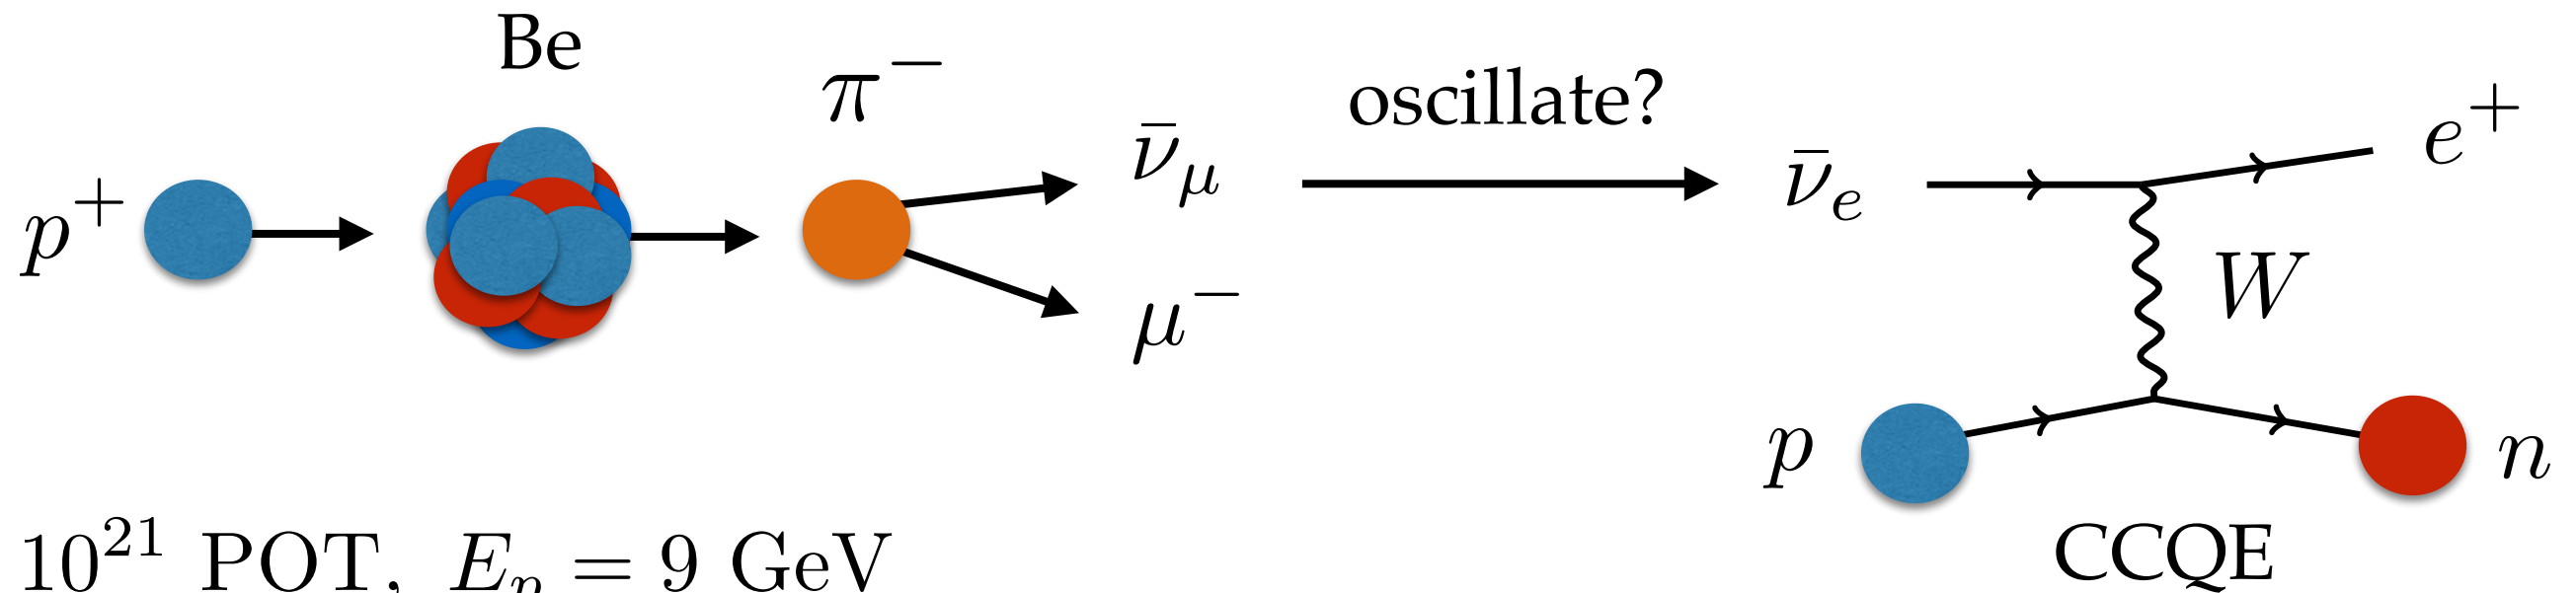 Be
p⁺
π⁻
ν̄_μ
μ⁻
oscillate?
ν̄_e
e⁺
W
p
n
CCQE
10²¹ POT, E_p = 9 GeV